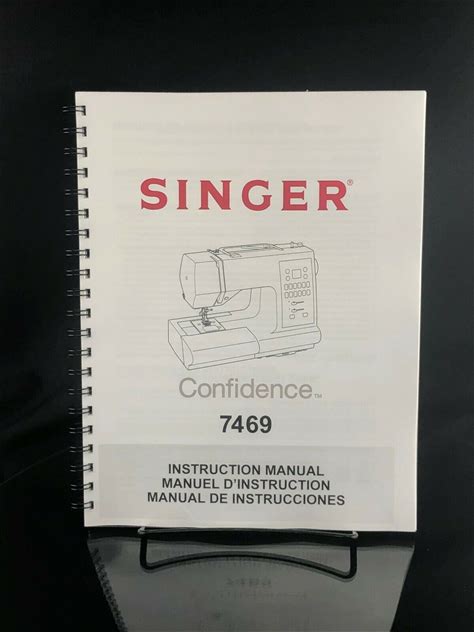 SINGER®
Confidence™
7469
INSTRUCTION MANUAL
MANUEL D'INSTRUCTION
MANUAL DE INSTRUCCIONES